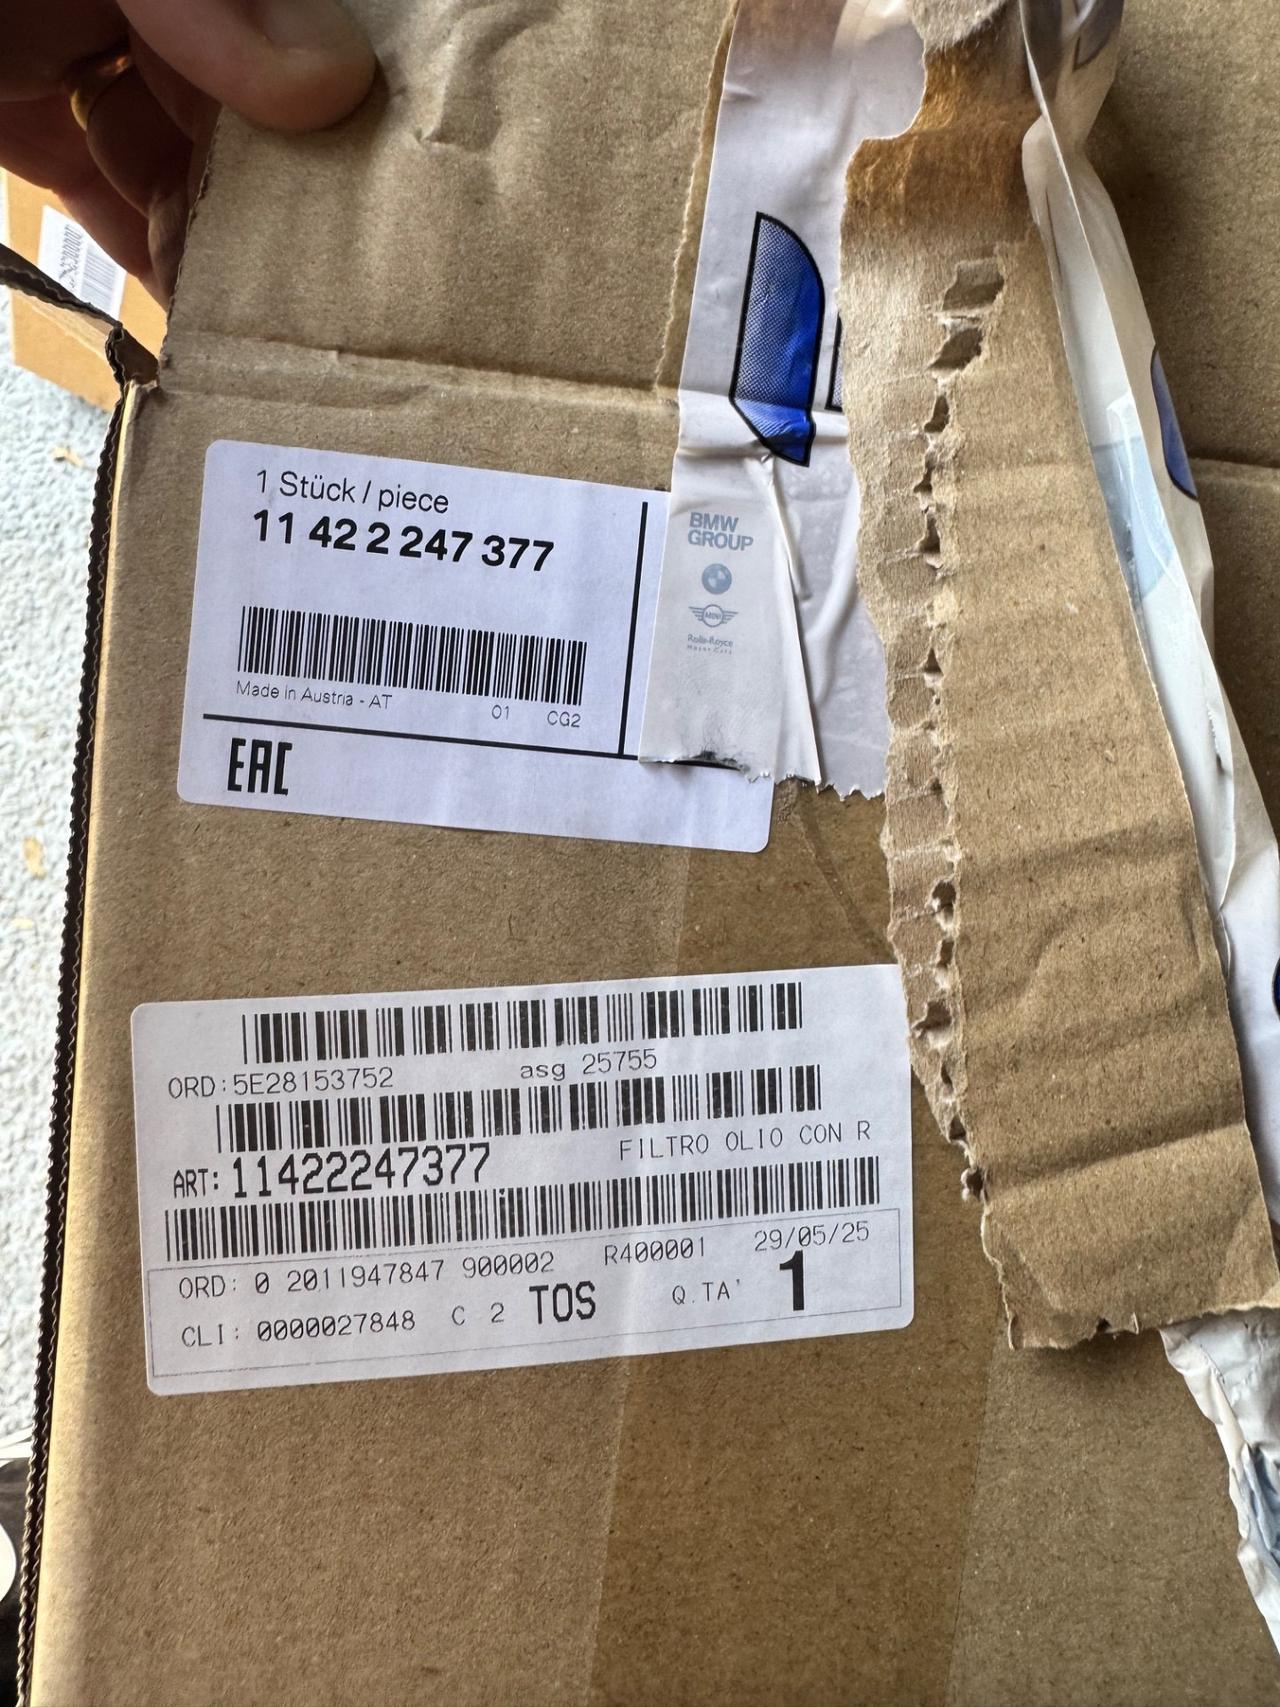 1 Stück / piece
11 42 2 247 377
Made in Austria - AT
01 CG2
EAC
BMW
GROUP
MINI
Rolls-Royce
Motor Cars
ORD:5E28153752 asg 25755
ART:11422247377 FILTRO OLIO CON R
ORD: 0 2011947847 900002 R400001 29/05/25
CLI: 0000027848 C 2 TOS Q.TA' 1